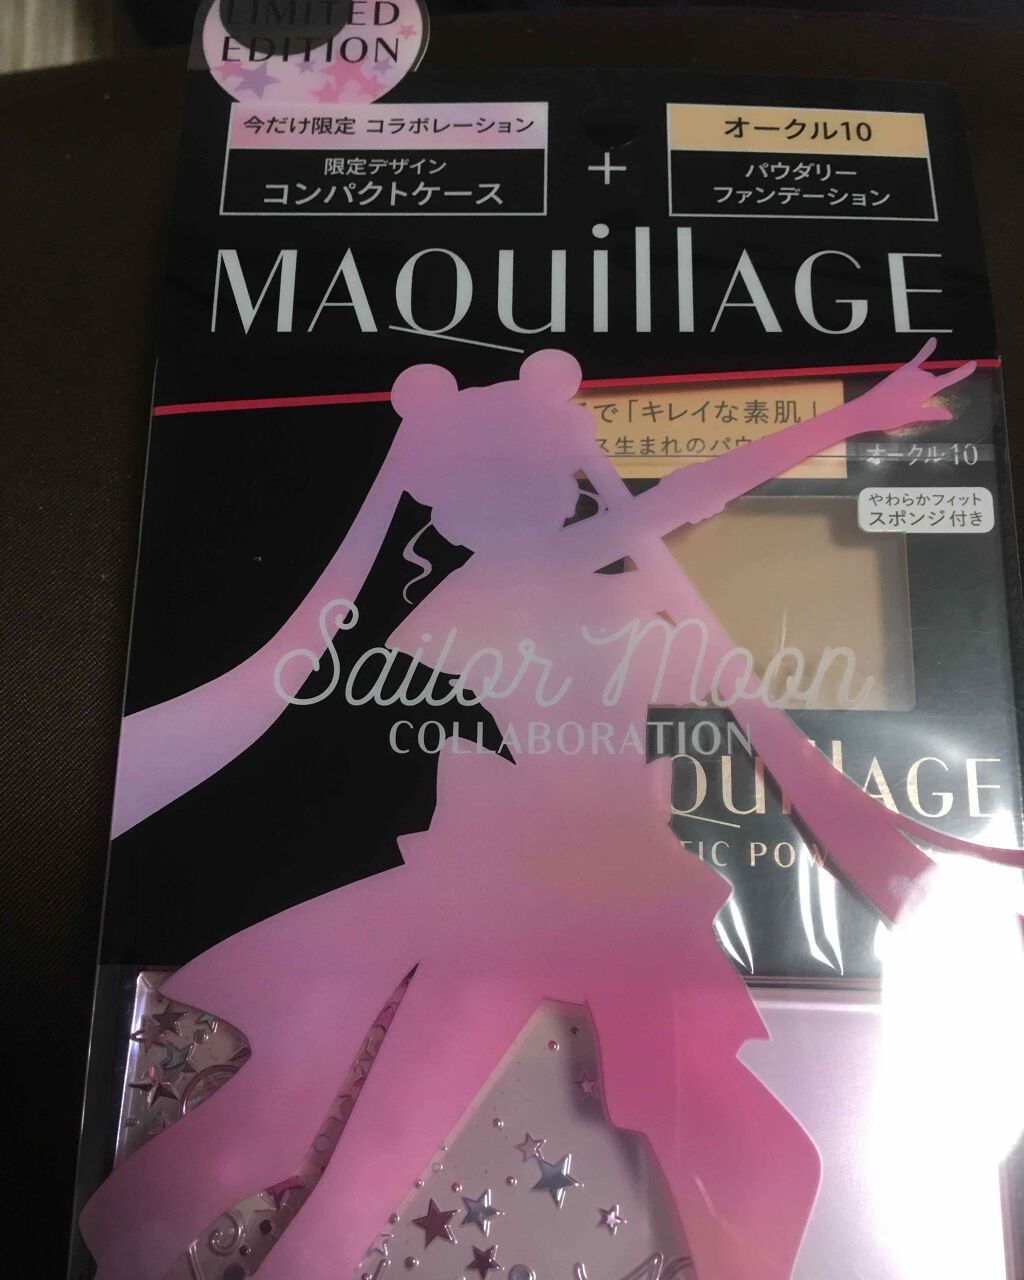 LIMITED
EDITION
今だけ限定 コラボレーション
限定デザイン
コンパクトケース
+
オークル10
パウダリー
ファンデーション
MAQuillAGE
で「キレイな素肌」
ス生まれのパウ
オークル10
やわらかフィット
スポンジ付き
Sailor Moon
COLLABORATION
QuillAGE
TIC POW